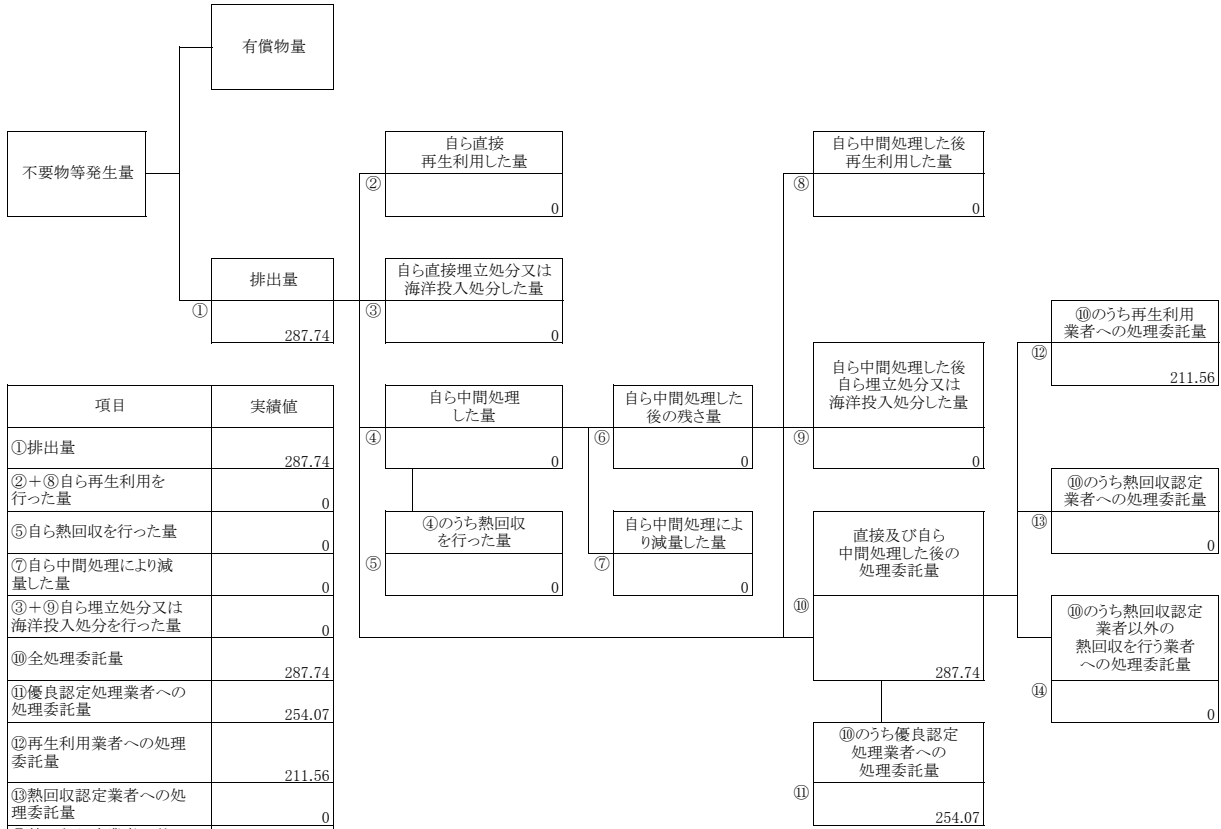 有償物量
不要物等発生量
自ら直接
再生利用した量
②
0
自ら中間処理した後
再生利用した量
⑧
0
排出量
①
287.74
自ら直接埋立処分又は
海洋投入処分した量
③
0
⑩のうち再生利用
業者への処理委託量
⑫
211.56
自ら中間処理
した量
④
0
自ら中間処理した
後の残さ量
⑥
0
自ら中間処理した後
自ら埋立処分又は
海洋投入処分した量
⑨
0
⑩のうち熱回収認定
業者への処理委託量
⑬
0
④のうち熱回収
を行った量
⑤
0
自ら中間処理によ
り減量した量
⑦
0
直接及び自ら
中間処理した後の
処理委託量
⑩
287.74
⑩のうち熱回収認定
業者以外の
熱回収を行う業者
への処理委託量
⑭
0
⑩のうち優良認定
処理業者への
処理委託量
⑪
254.07
項目
実績値
①排出量
287.74
②+⑧自ら再生利用を
行った量
0
⑤自ら熱回収を行った量
0
⑦自ら中間処理により減
量した量
0
③+⑨自ら埋立処分又は
海洋投入処分を行った量
0
⑩全処理委託量
287.74
⑪優良認定処理業者への
処理委託量
254.07
⑫再生利用業者への処理
委託量
211.56
⑬熱回収認定業者への処
理委託量
0